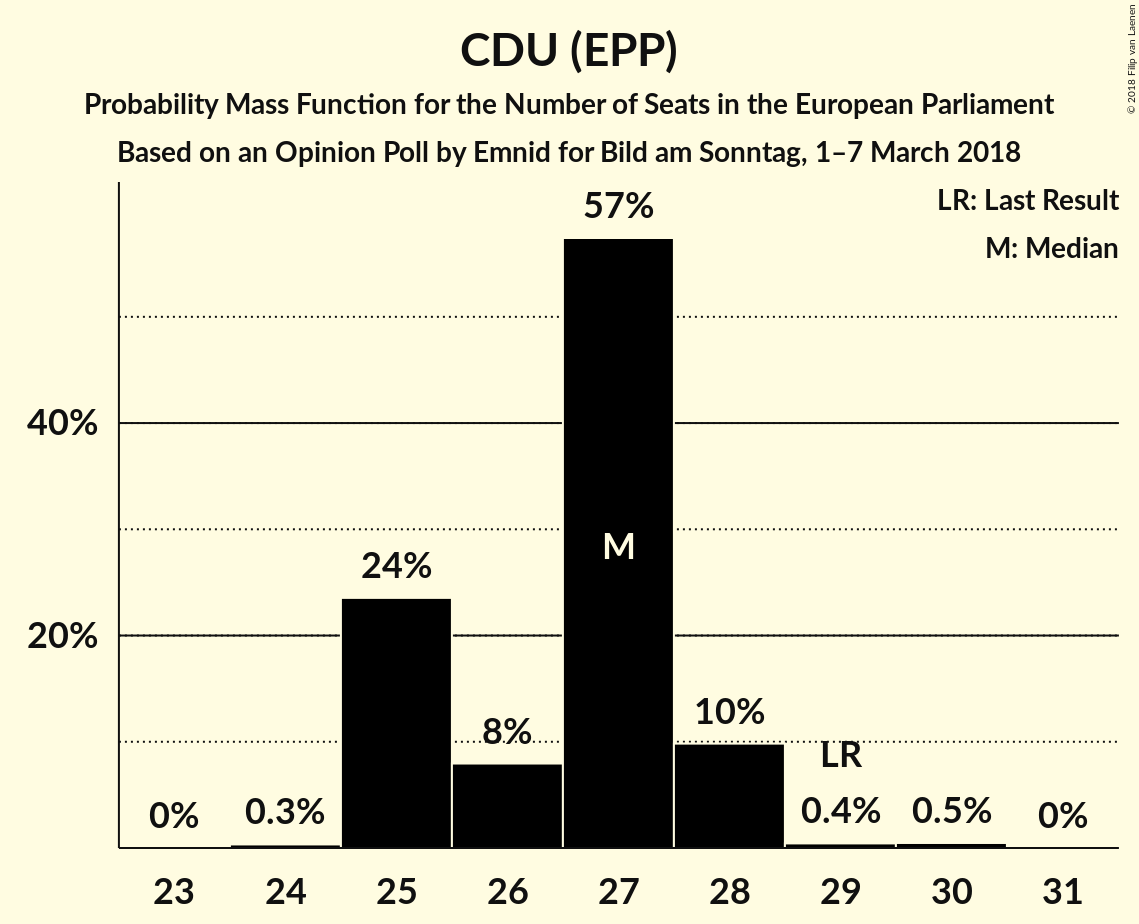 © 2018 Filip van Laenen
CDU (EPP)
Probability Mass Function for the Number of Seats in the European Parliament
Based on an Opinion Poll by Emnid for Bild am Sonntag, 1–7 March 2018
LR: Last Result
M: Median
57%
40%
M
24%
20%
10%
8%
LR
0% 0.3% 0.4% 0.5% 0%
23 24 25 26 27 28 29 30 31